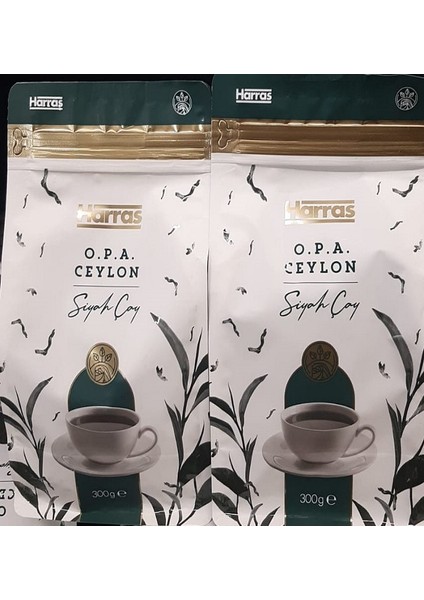 Harras
Harras
O.P.A.
CEYLON
Siyah Çay
300g ℮
Harras
Harras
O.P.A.
CEYLON
Siyah Çay
300g ℮